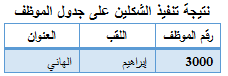 نتيجة تنفيذ الشكلين على جدول الموظف
رقم الموظف اللقب العنوان
3000 إبراهيم الهاني